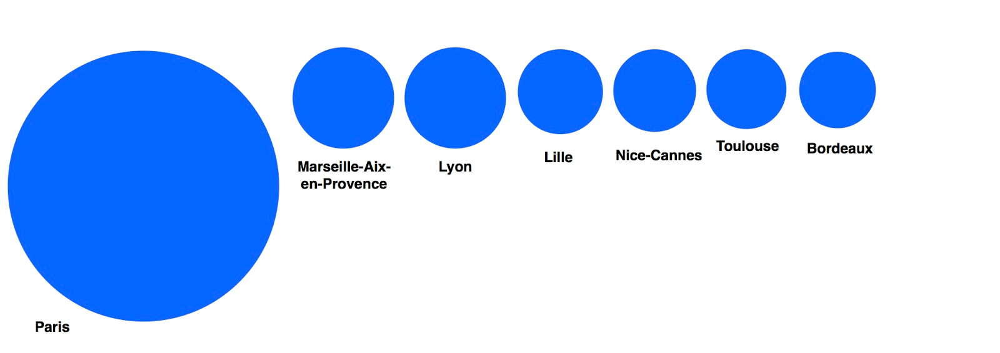 Paris
Marseille-Aix-
en-Provence
Lyon
Lille
Nice-Cannes
Toulouse
Bordeaux